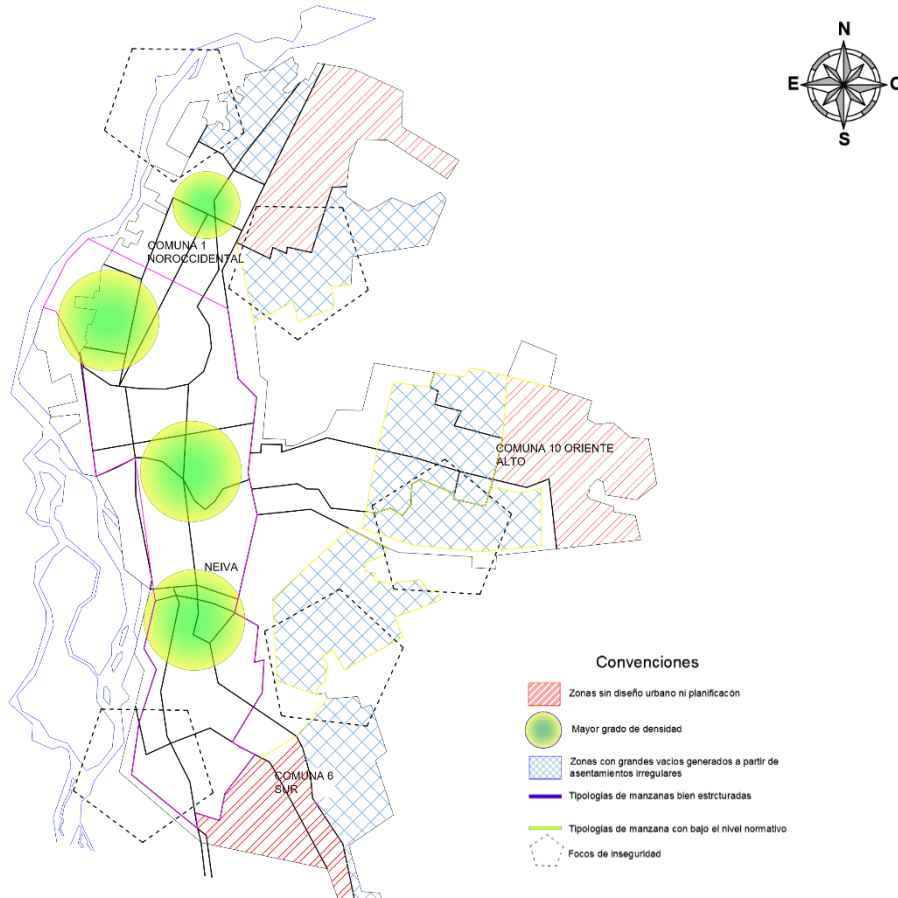 N
E
O
S
COMUNA 1
NOROCCIDENTAL
COMUNA 10 ORIENTE
ALTO
NEIVA
COMUNA 6
SUR
Convenciones
Zonas sin diseño urbano ni planificacón
Mayor grado de densidad
Zonas con grandes vacios generados a partir de
asentamientos irregulares
Tipologias de manzanas bien estrcturadas
Tipologias de manzana con bajo el nivel normativo
Focos de inseguridad